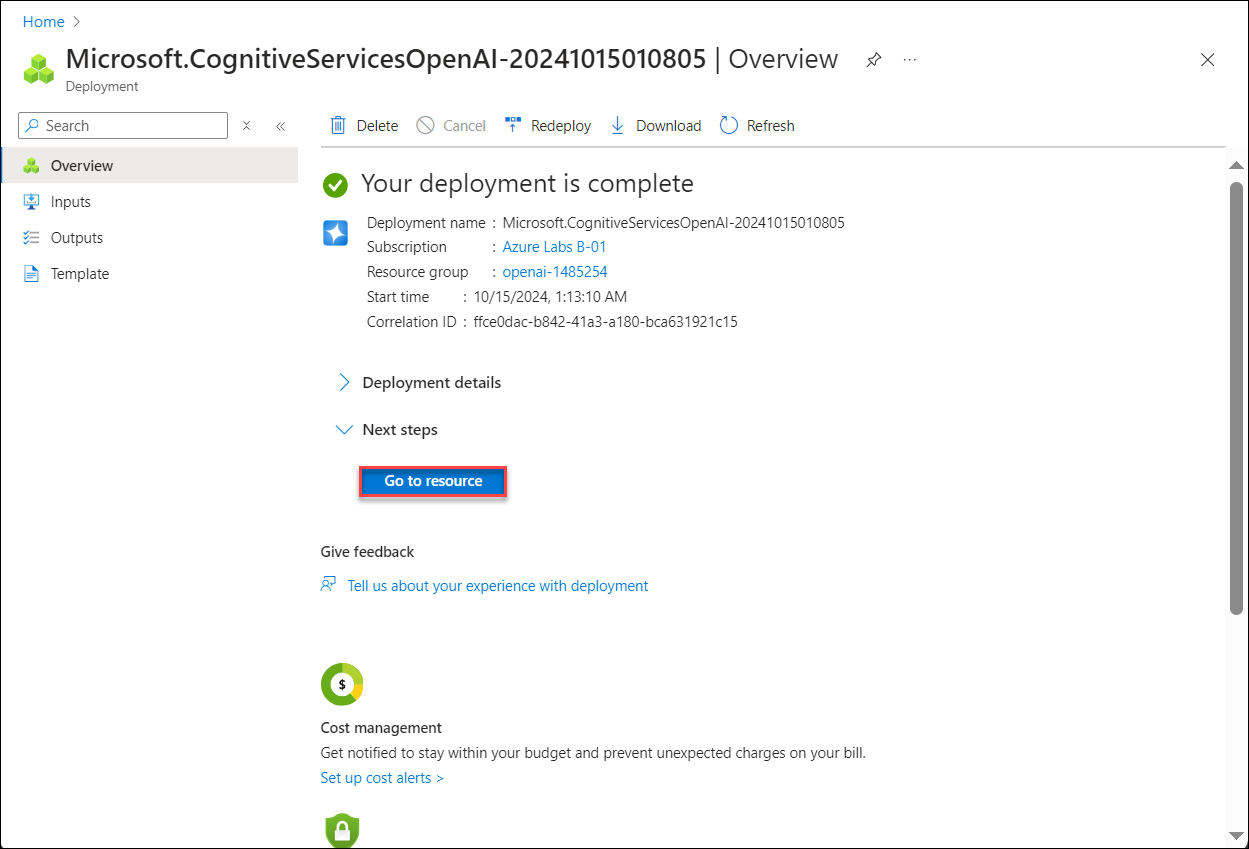 Home
Microsoft.CognitiveServicesOpenAI-20241015010805 | Overview
Deployment
Search
Delete
Cancel
Redeploy
Download
Refresh
Overview
Inputs
Outputs
Template
Your deployment is complete
Deployment name : Microsoft.CognitiveServicesOpenAI-20241015010805
Subscription : Azure Labs B-01
Resource group : openai-1485254
Start time : 10/15/2024, 1:13:10 AM
Correlation ID : ffce0dac-b842-41a3-a180-bca631921c15
Deployment details
Next steps
Go to resource
Give feedback
Tell us about your experience with deployment
$
Cost management
Get notified to stay within your budget and prevent unexpected charges on your bill.
Set up cost alerts >